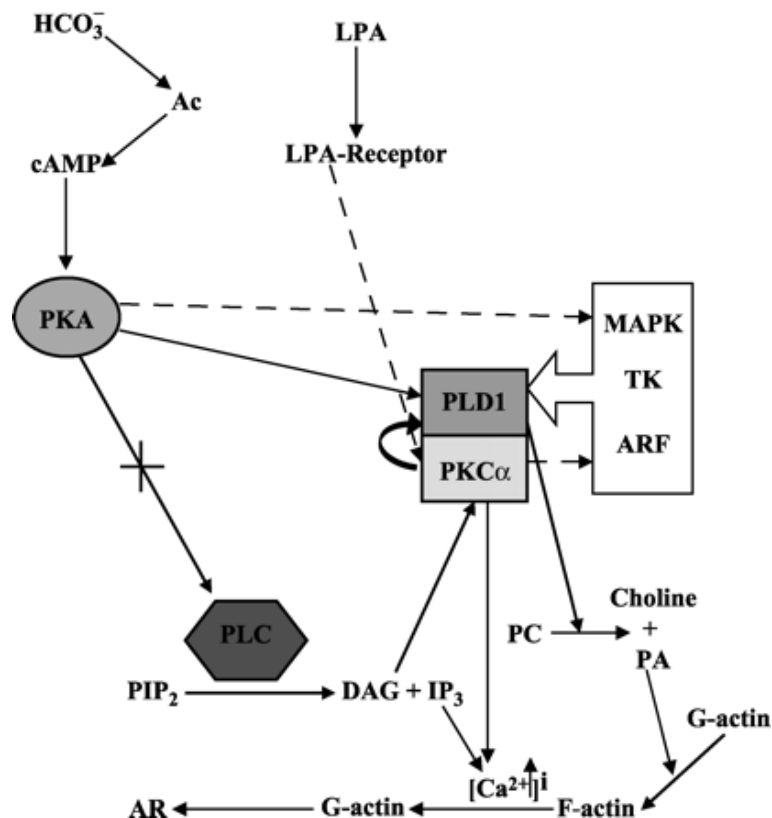 HCO₃⁻
LPA
Ac
cAMP
LPA-Receptor
PKA
MAPK
TK
ARF
PLD1
PKCα
PLC
PIP₂
DAG + IP₃
PC
Choline
+
PA
G-actin
[Ca²⁺]i
AR
G-actin
F-actin